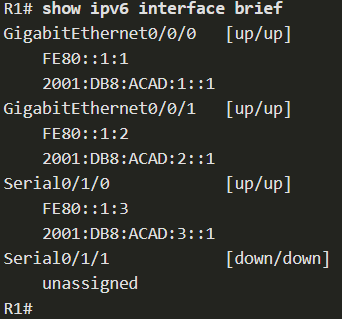 R1# show ipv6 interface brief
GigabitEthernet0/0/0   [up/up]
    FE80::1:1
    2001:DB8:ACAD:1::1
GigabitEthernet0/0/1   [up/up]
    FE80::1:2
    2001:DB8:ACAD:2::1
Serial0/1/0            [up/up]
    FE80::1:3
    2001:DB8:ACAD:3::1
Serial0/1/1            [down/down]
    unassigned
R1#